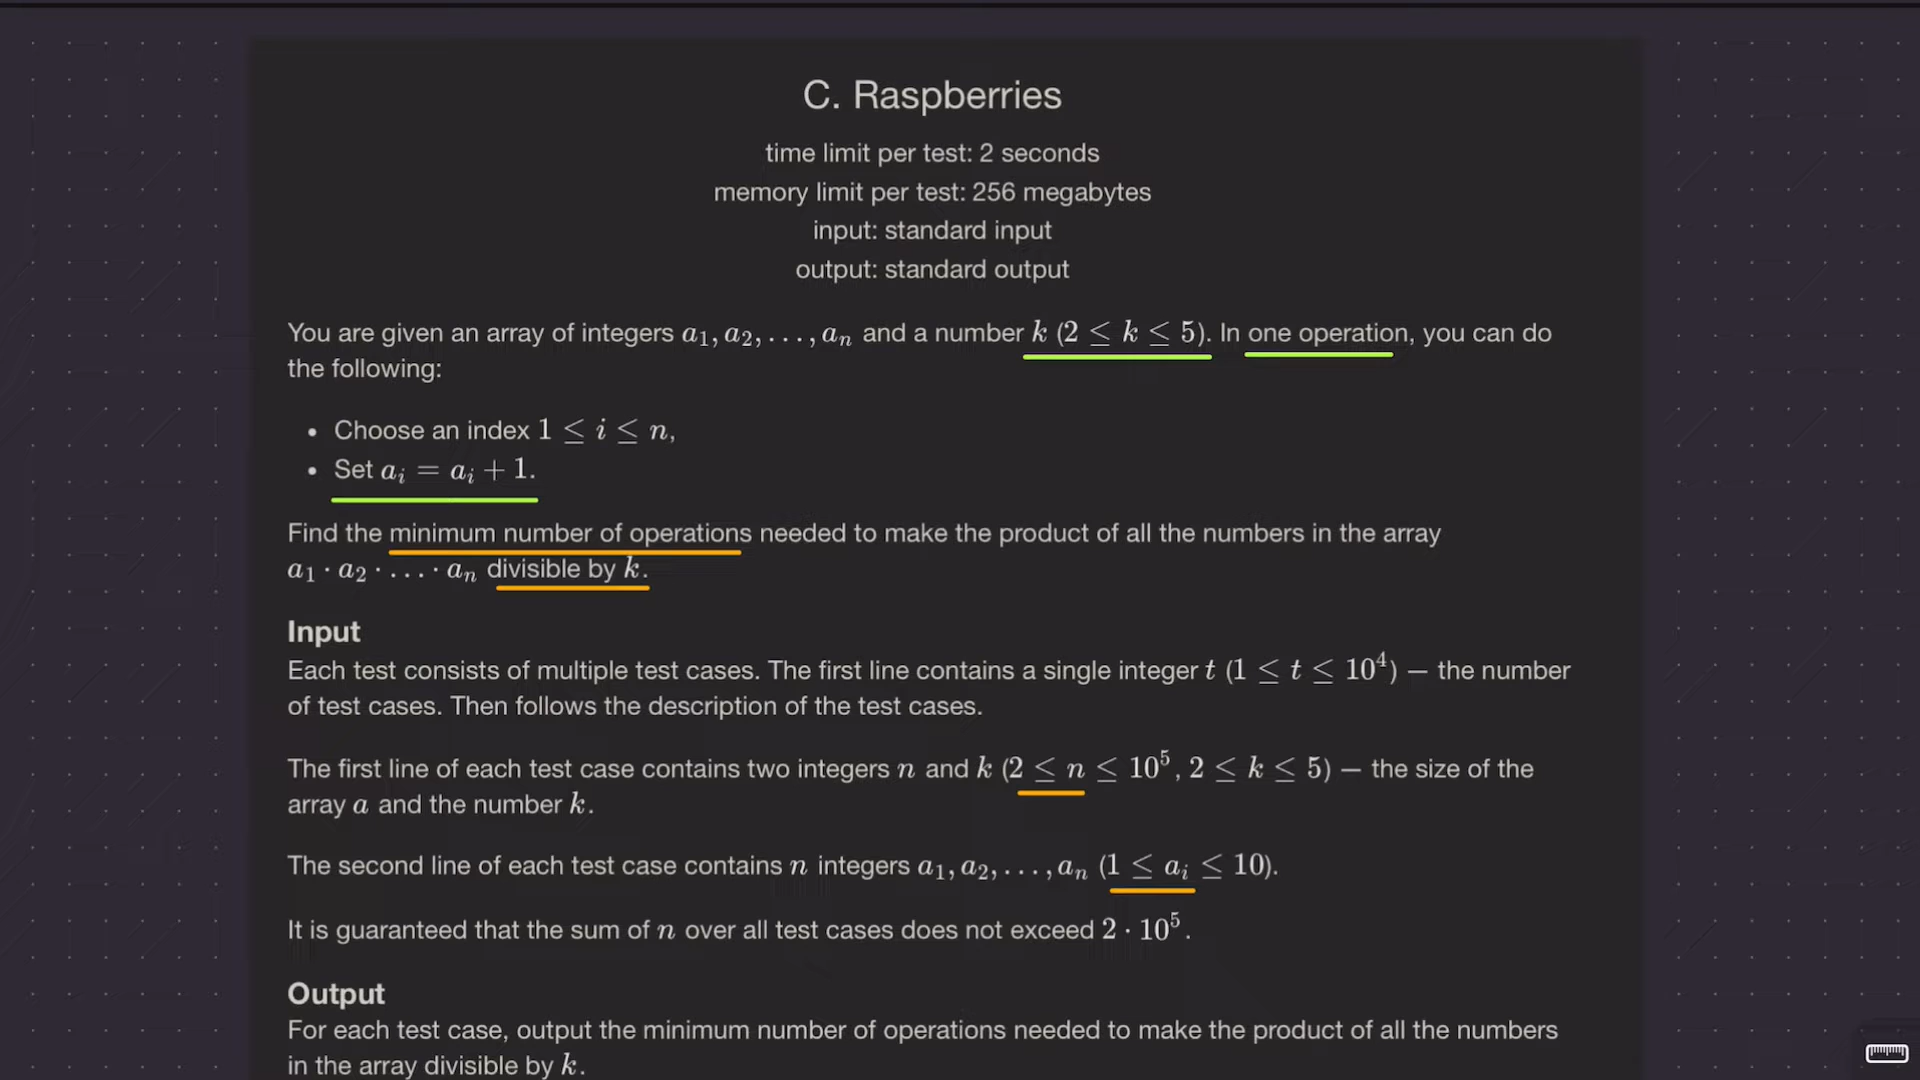 C. Raspberries
time limit per test: 2 seconds
memory limit per test: 256 megabytes
input: standard input
output: standard output
You are given an array of integers a₁, a₂, . . . , aₙ and a number k (2 ≤ k ≤ 5). In one operation, you can do
the following:
• Choose an index 1 ≤ i ≤ n,
• Set aᵢ = aᵢ + 1.
Find the minimum number of operations needed to make the product of all the numbers in the array
a₁ · a₂ · . . . · aₙ divisible by k.
Input
Each test consists of multiple test cases. The first line contains a single integer t (1 ≤ t ≤ 10⁴) — the number
of test cases. Then follows the description of the test cases.
The first line of each test case contains two integers n and k (2 ≤ n ≤ 10⁵, 2 ≤ k ≤ 5) — the size of the
array a and the number k.
The second line of each test case contains n integers a₁, a₂, . . . , aₙ (1 ≤ aᵢ ≤ 10).
It is guaranteed that the sum of n over all test cases does not exceed 2 · 10⁵.
Output
For each test case, output the minimum number of operations needed to make the product of all the numbers
in the array divisible by k.